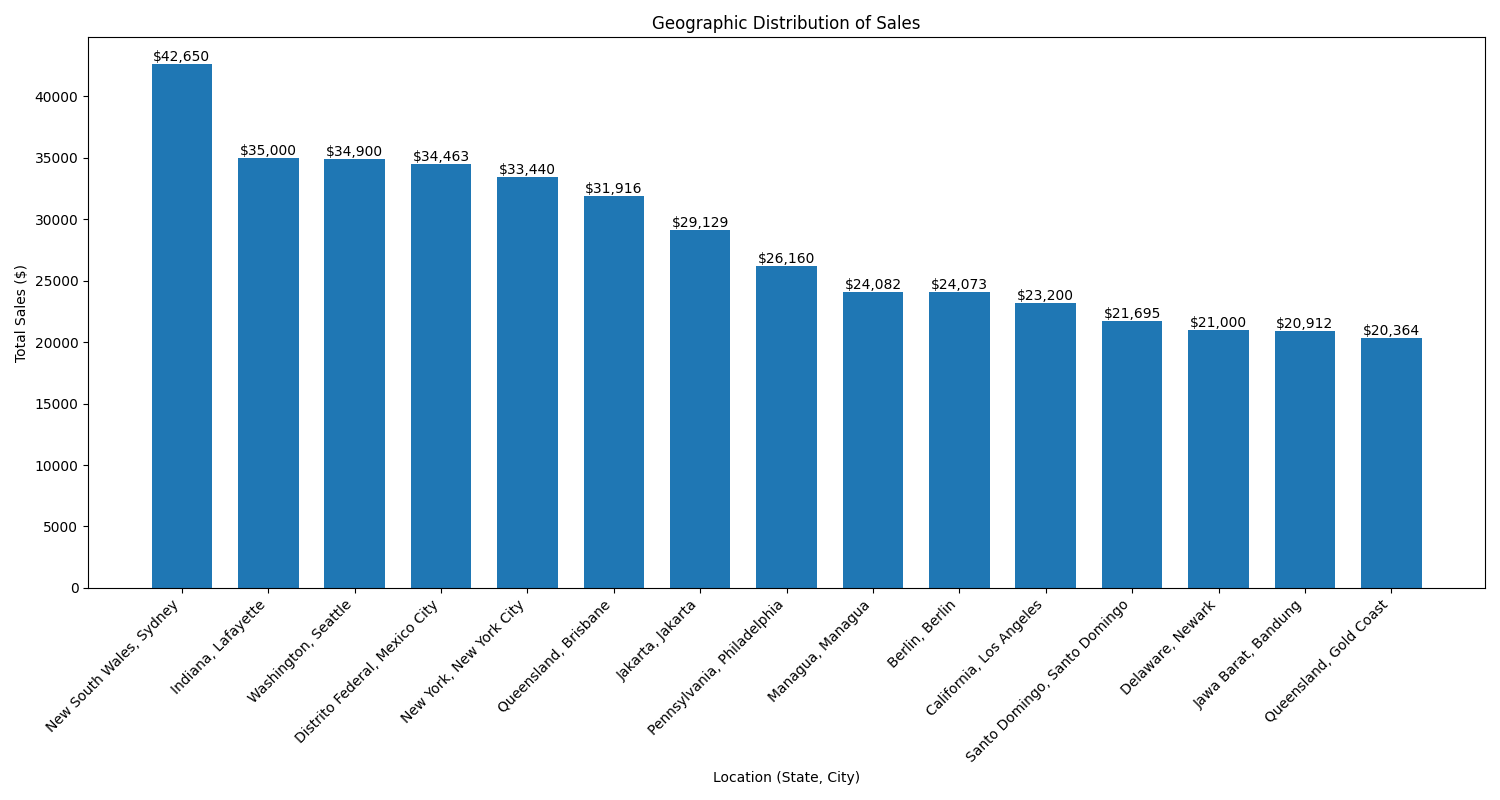 Geographic Distribution of Sales
$42,650
$35,000
$34,900
$34,463
$33,440
$31,916
$29,129
$26,160
$24,082
$24,073
$23,200
$21,695
$21,000
$20,912
$20,364
Total Sales ($)
40000
35000
30000
25000
20000
15000
10000
5000
0
New South Wales, Sydney
Indiana, Lafayette
Washington, Seattle
Distrito Federal, Mexico City
New York, New York City
Queensland, Brisbane
Jakarta, Jakarta
Pennsylvania, Philadelphia
Managua, Managua
Berlin, Berlin
California, Los Angeles
Santo Domingo, Santo Domingo
Delaware, Newark
Jawa Barat, Bandung
Queensland, Gold Coast
Location (State, City)